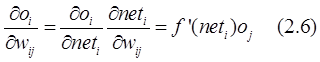 ∂o_i/∂w_ij = ∂o_i/∂net_i ∂net_i/∂w_ij = f'(net_i)o_j (2.6)